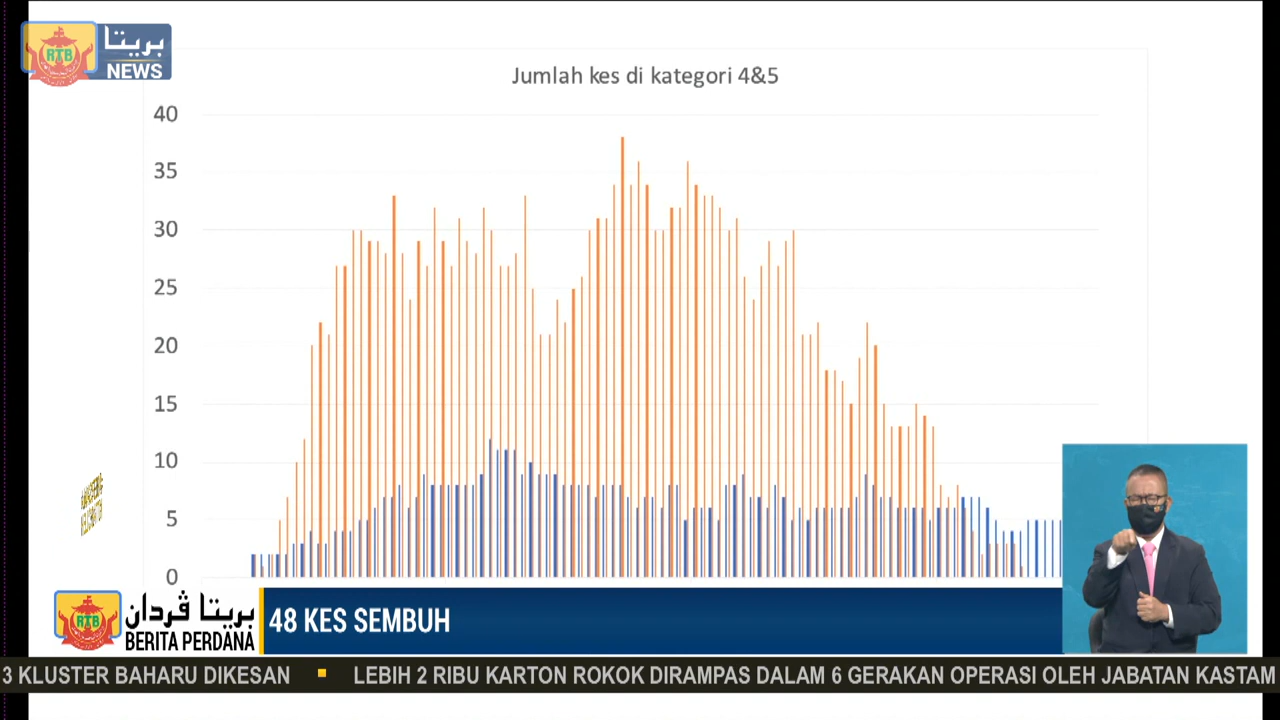 بريتا
RTB
NEWS
Jumlah kes di kategori 4&5
40
35
30
25
20
15
10
5
0
بريتا ڤردان
RTB
BERITA PERDANA
48 KES SEMBUH
3 KLUSTER BAHARU DIKESAN
LEBIH 2 RIBU KARTON ROKOK DIRAMPAS DALAM 6 GERAKAN OPERASI OLEH JABATAN KASTAM